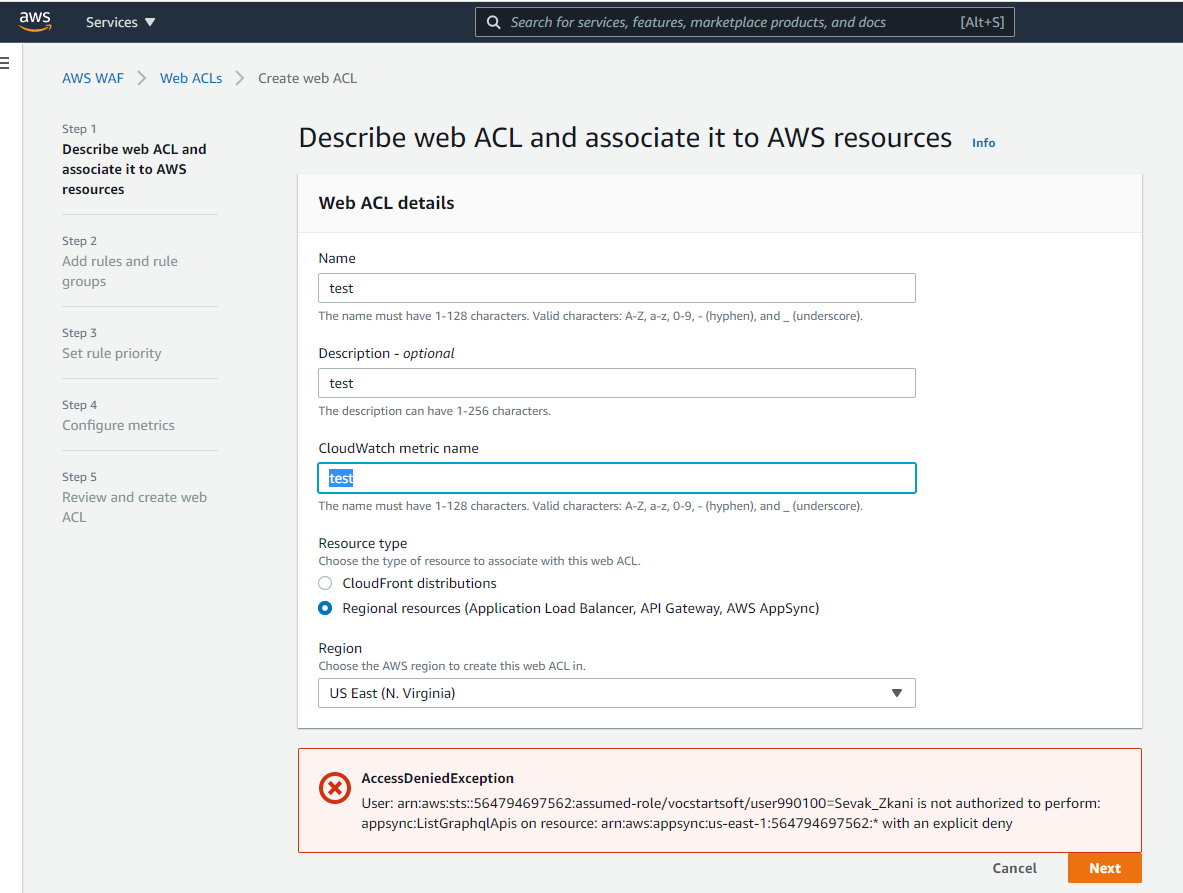 aws
Services ▼
Search for services, features, marketplace products, and docs
[Alt+S]
AWS WAF > Web ACLs > Create web ACL
Step 1
Describe web ACL and
associate it to AWS
resources
Step 2
Add rules and rule
groups
Step 3
Set rule priority
Step 4
Configure metrics
Step 5
Review and create web
ACL
Describe web ACL and associate it to AWS resources Info
Web ACL details
Name
test
The name must have 1-128 characters. Valid characters: A-Z, a-z, 0-9, - (hyphen), and _ (underscore).
Description - optional
test
The description can have 1-256 characters.
CloudWatch metric name
test
The name must have 1-128 characters. Valid characters: A-Z, a-z, 0-9, - (hyphen), and _ (underscore).
Resource type
Choose the type of resource to associate with this web ACL.
CloudFront distributions
Regional resources (Application Load Balancer, API Gateway, AWS AppSync)
Region
Choose the AWS region to create this web ACL in.
US East (N. Virginia)
AccessDeniedException
User: arn:aws:sts::564794697562:assumed-role/vocstartsoft/user990100=Sevak_Zkani is not authorized to perform:
appsync:ListGraphqlApis on resource: arn:aws:appsync:us-east-1:564794697562:* with an explicit deny
Cancel
Next